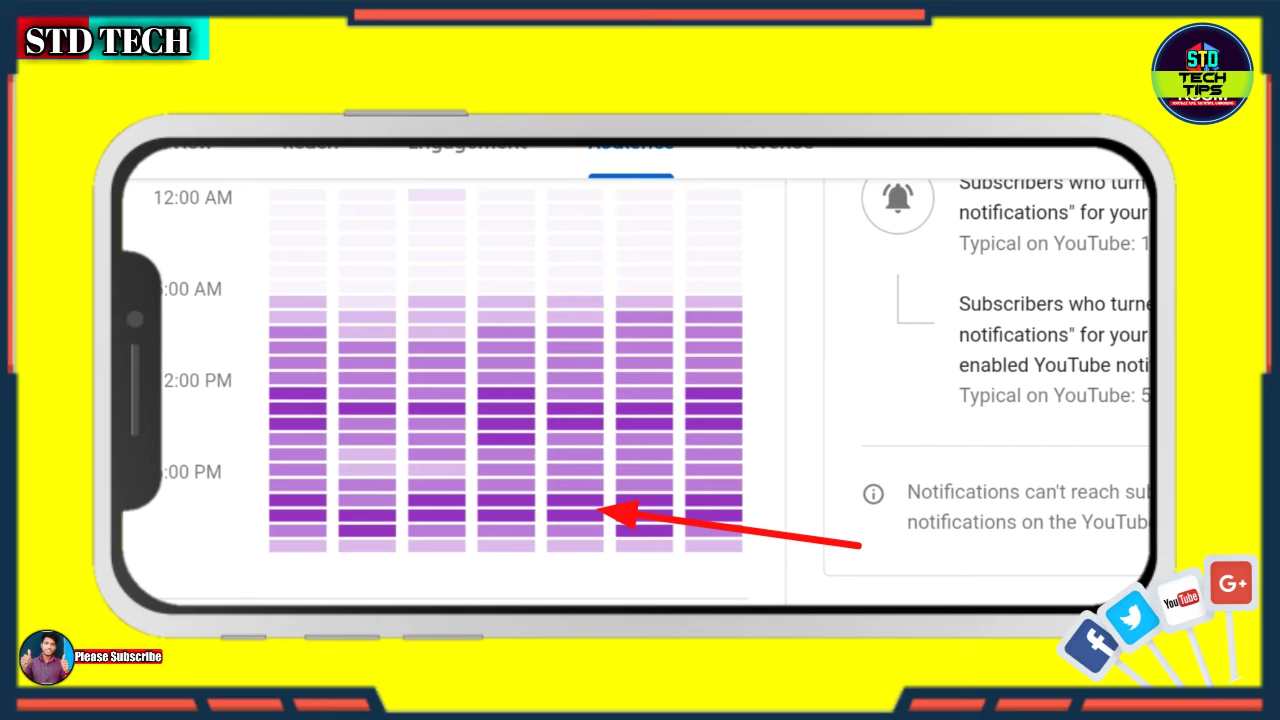 STD TECH
STD
TECH
TIPS
Audience
12:00 AM
:00 AM
2:00 PM
:00 PM
Subscribers who turn
notifications" for your
Typical on YouTube: 1
Subscribers who turne
notifications" for your
enabled YouTube noti
Typical on YouTube: 5
Notifications can't reach sub
notifications on the YouTube
YouTube
G+
Please Subscribe